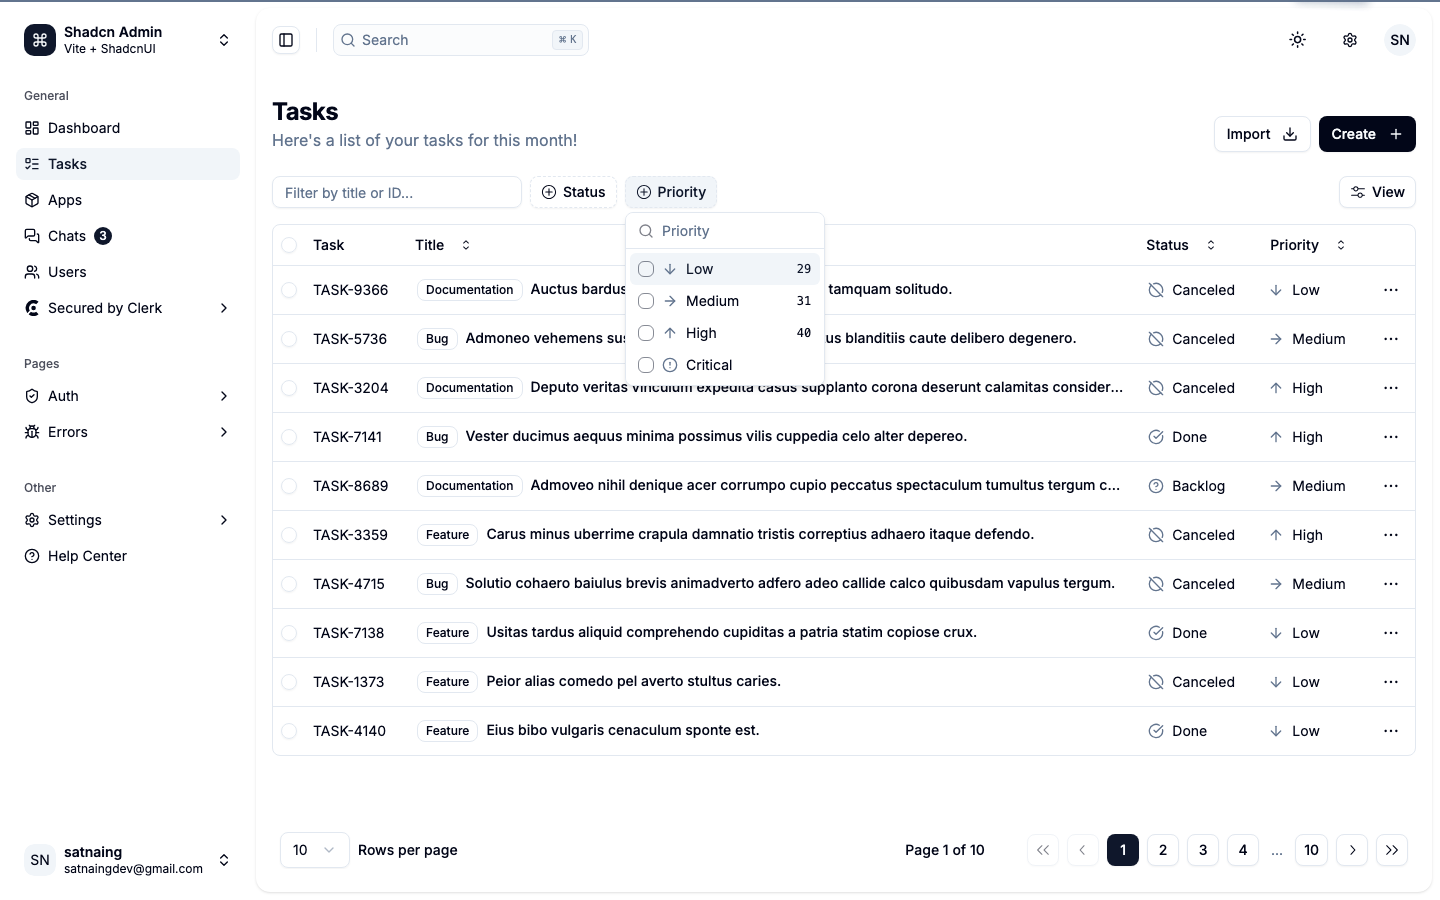 Shadcn Admin
Vite + ShadcnUI
General
Dashboard
Tasks
Apps
Chats 3
Users
Secured by Clerk
Pages
Auth
Errors
Other
Settings
Help Center
SN satnaing
satnaingdev@gmail.com
Search ⌘ K
SN
Tasks
Here's a list of your tasks for this month!
Import
Create
Filter by title or ID...
Status
Priority
View
Priority
Low 29
Medium 31
High 40
Critical
Task Title Status Priority
TASK-9366 Documentation Auctus bardus tamquam solitudo. Canceled Low
TASK-5736 Bug Admoneo vehemens blanditiis caute delibero degenero. Canceled Medium
TASK-3204 Documentation Deputo veritas vinculum expedita casus supplanto corona deserunt calamitas consider... Canceled High
TASK-7141 Bug Vester ducimus aequus minima possimus vilis cuppedia celo alter depereo. Done High
TASK-8689 Documentation Admoveo nihil denique acer corrumpo cupio peccatus spectaculum tumultus tergum c... Backlog Medium
TASK-3359 Feature Carus minus uberrime crapula damnatio tristis correptius adhaero itaque defendo. Canceled High
TASK-4715 Bug Solutio cohaero baiulus brevis animadverto adfero adeo callide calco quibusdam vapulus tergum. Canceled Medium
TASK-7138 Feature Usitas tardus aliquid comprehendo cupiditas a patria statim copiose crux. Done Low
TASK-1373 Feature Peior alias comedo pel averto stultus caries. Canceled Low
TASK-4140 Feature Eius bibo vulgaris cenaculum sponte est. Done Low
10 Rows per page
Page 1 of 10
1 2 3 4 ... 10